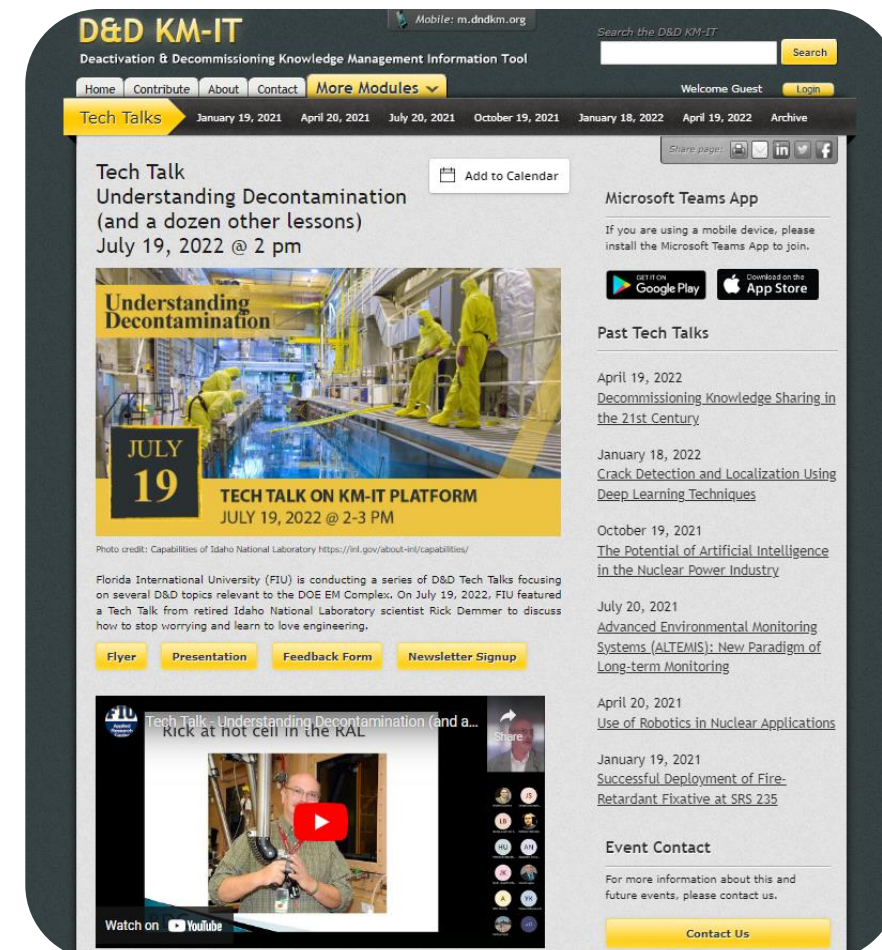 D&D KM-IT
Deactivation & Decommissioning Knowledge Management Information Tool
Mobile: m.dndkm.org
Search the D&D KM-IT
Search
Home Contribute About Contact More Modules
Welcome Guest Login
Tech Talks January 19, 2021 April 20, 2021 July 20, 2021 October 19, 2021 January 18, 2022 April 19, 2022 Archive
Share page:
Tech Talk
Understanding Decontamination
(and a dozen other lessons)
July 19, 2022 @ 2 pm
Add to Calendar
Understanding
Decontamination
JULY
19
TECH TALK ON KM-IT PLATFORM
JULY 19, 2022 @ 2-3 PM
Photo credit: Capabilities of Idaho National Laboratory https://inl.gov/about-inl/capabilities/
Florida International University (FIU) is conducting a series of D&D Tech Talks focusing
on several D&D topics relevant to the DOE EM Complex. On July 19, 2022, FIU featured
a Tech Talk from retired Idaho National Laboratory scientist Rick Demmer to discuss
how to stop worrying and learn to love engineering.
Flyer Presentation Feedback Form Newsletter Signup
FIU
Applied
Research
Center
Tech Talk - Understanding Decontamination (and a...
Rick at hot cell in the RAL
Share
JS
LB
HU AN
JK
A YK
Watch on YouTube
Microsoft Teams App
If you are using a mobile device, please
install the Microsoft Teams App to join.
GET IT ON
Google Play
Download on the
App Store
Past Tech Talks
April 19, 2022
Decommissioning Knowledge Sharing in
the 21st Century
January 18, 2022
Crack Detection and Localization Using
Deep Learning Techniques
October 19, 2021
The Potential of Artificial Intelligence
in the Nuclear Power Industry
July 20, 2021
Advanced Environmental Monitoring
Systems (ALTEMIS): New Paradigm of
Long-term Monitoring
April 20, 2021
Use of Robotics in Nuclear Applications
January 19, 2021
Successful Deployment of Fire-
Retardant Fixative at SRS 235
Event Contact
For more information about this and
future events, please contact us.
Contact Us